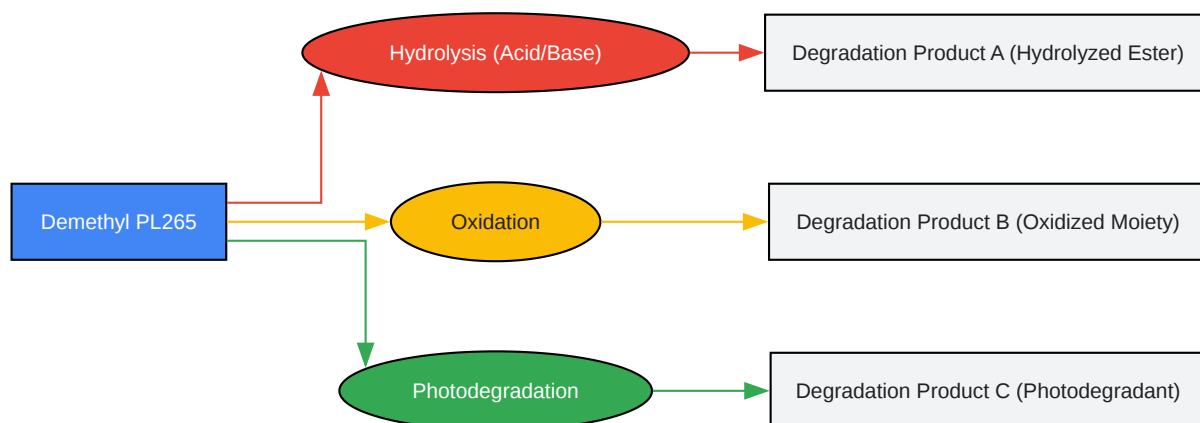 Hydrolysis (Acid/Base)
Degradation Product A (Hydrolyzed Ester)
Demethyl PL265
Oxidation
Degradation Product B (Oxidized Moiety)
Photodegradation
Degradation Product C (Photodegradant)